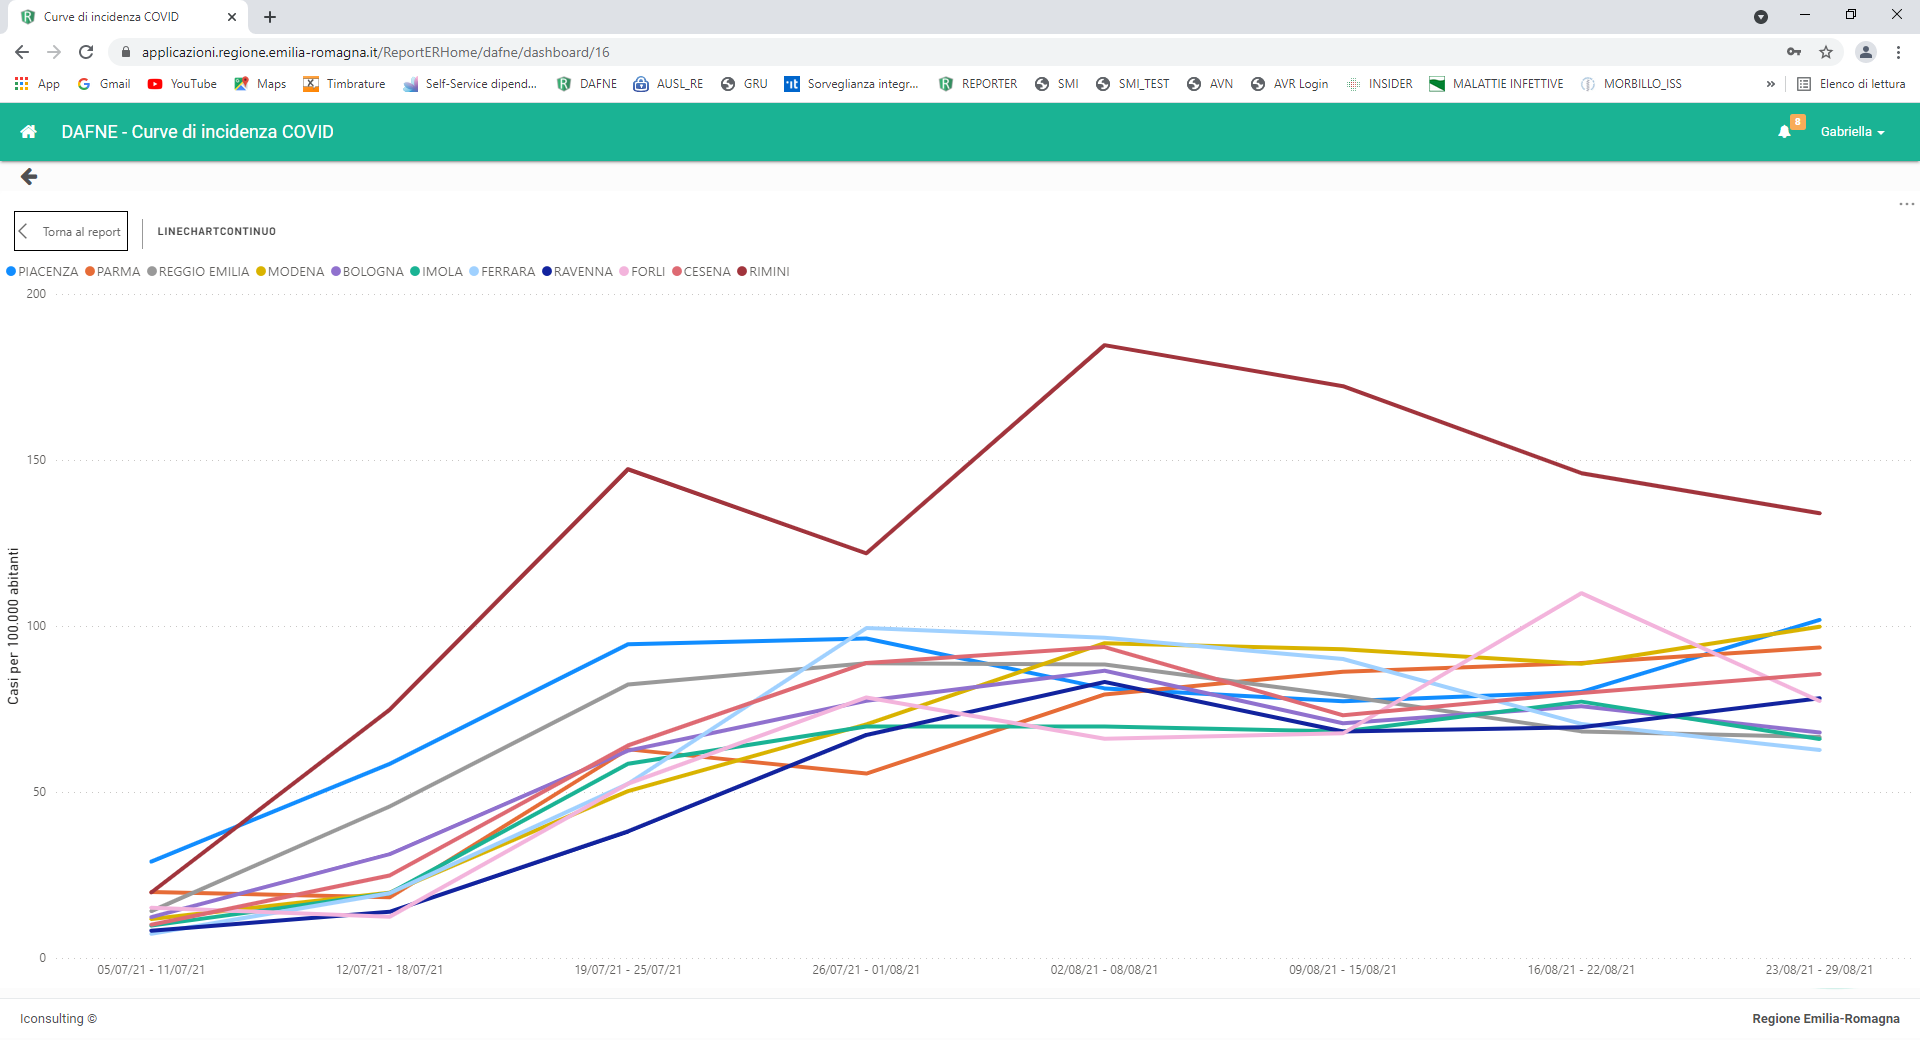 Curve di incidenza COVID
applicazioni.regione.emilia-romagna.it/ReportERHome/dafne/dashboard/16
App Gmail YouTube Maps Timbrature Self-Service dipend... DAFNE AUSL_RE GRU Sorveglianza integr... REPORTER SMI SMI_TEST AVN AVR Login INSIDER MALATTIE INFETTIVE MORBILLO_ISS » Elenco di lettura
DAFNE - Curve di incidenza COVID 8 Gabriella
Torna al report LINECHARTCONTINUO
PIACENZA PARMA REGGIO EMILIA MODENA BOLOGNA IMOLA FERRARA RAVENNA FORLI CESENA RIMINI
200
150
100
50
0
Casi per 100.000 abitanti
05/07/21 - 11/07/21 12/07/21 - 18/07/21 19/07/21 - 25/07/21 26/07/21 - 01/08/21 02/08/21 - 08/08/21 09/08/21 - 15/08/21 16/08/21 - 22/08/21 23/08/21 - 29/08/21
Iconsulting © Regione Emilia-Romagna